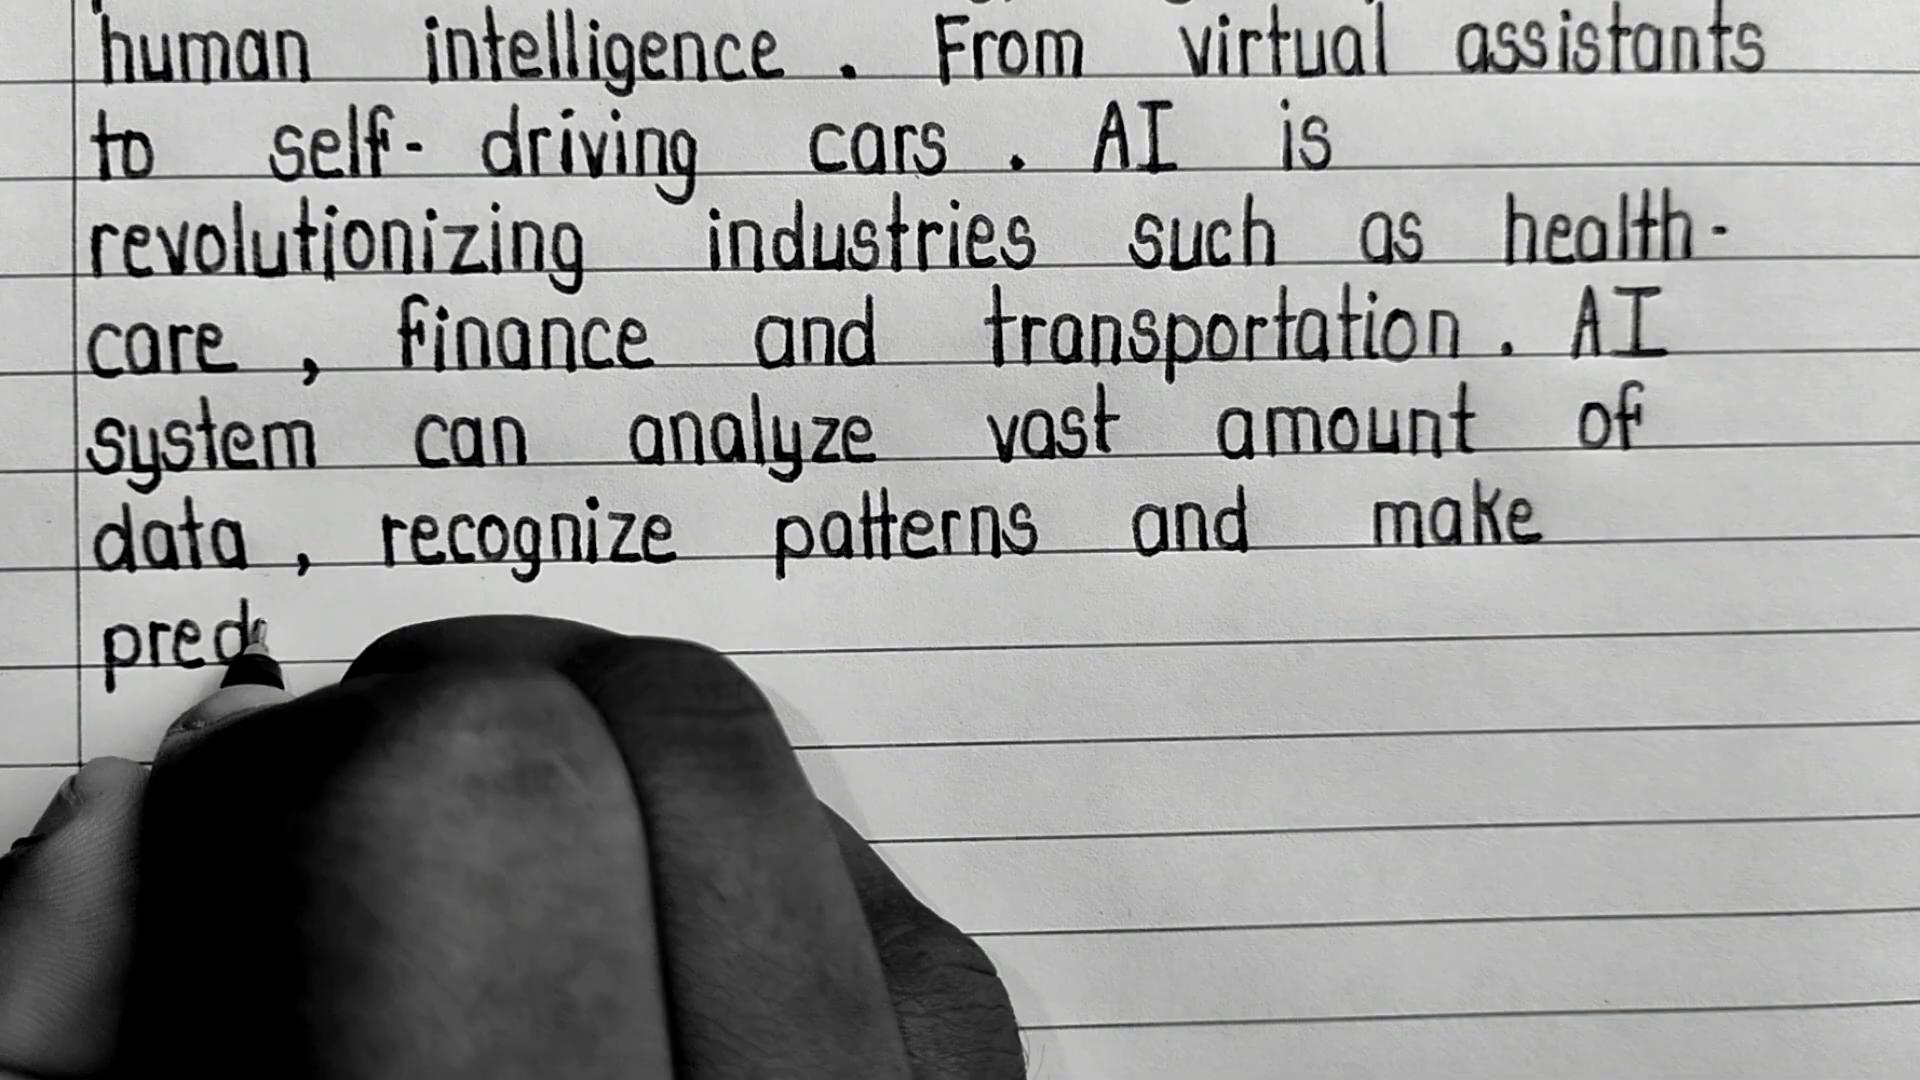 human intelligence . From virtual assistants
to self- driving cars . AI is
revolutionizing industries such as health-
care , finance and transportation . AI
system can analyze vast amount of
data , recognize patterns and make
pred